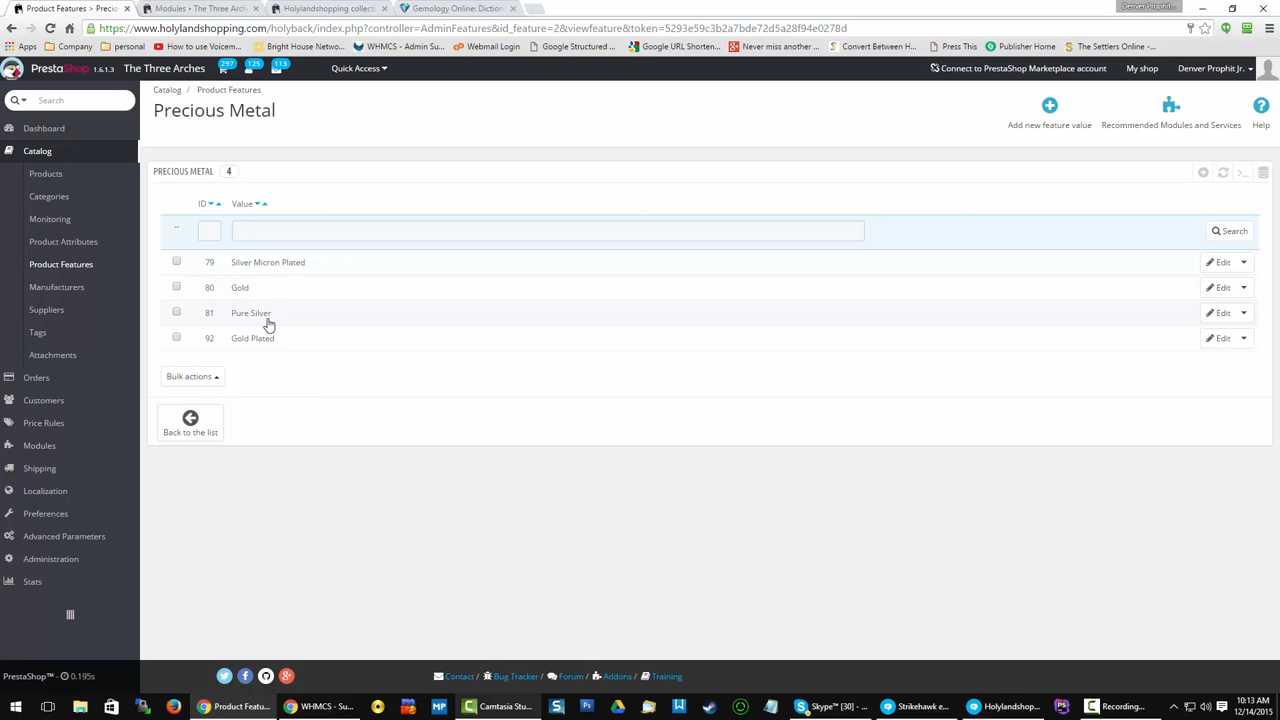 Product Features > Precio
Modules • The Three Arches
Holylandshopping collecti
Gemology Online: Diction
Denver Prophit Jr.
https://www.holylandshopping.com/holyback/index.php?controller=AdminFeatures&id_feature=2&viewfeature&token=5293e59c3b2a7bde72d5a28f94e0278d
Apps Company personal How to use Voicem... Bright House Netwo... WHMCS - Admin Su... Webmail Login Google Structured ... Google URL Shorten... Never miss another ... Convert Between H... Press This Publisher Home The Settlers Online -...
PrestaShop 1.6.1.3 The Three Arches 297 125 113 Quick Access Connect to PrestaShop Marketplace account My shop Denver Prophit Jr.
Search
Catalog / Product Features
Precious Metal
Add new feature value Recommended Modules and Services Help
Dashboard
Catalog
Products
Categories
Monitoring
Product Attributes
Product Features
Manufacturers
Suppliers
Tags
Attachments
Orders
Customers
Price Rules
Modules
Shipping
Localization
Preferences
Advanced Parameters
Administration
Stats
PRECIOUS METAL 4
ID Value
-- Search
79 Silver Micron Plated Edit
80 Gold Edit
81 Pure Silver Edit
92 Gold Plated Edit
Bulk actions
Back to the list
PrestaShop™ - 0.195s
Contact / Bug Tracker / Forum / Addons / Training
Product Featu... WHMCS - Su... Camtasia Stu... Skype™ [30] - ... Strikehawk e... Holylandshop... Recording...
10:13 AM
12/14/2015